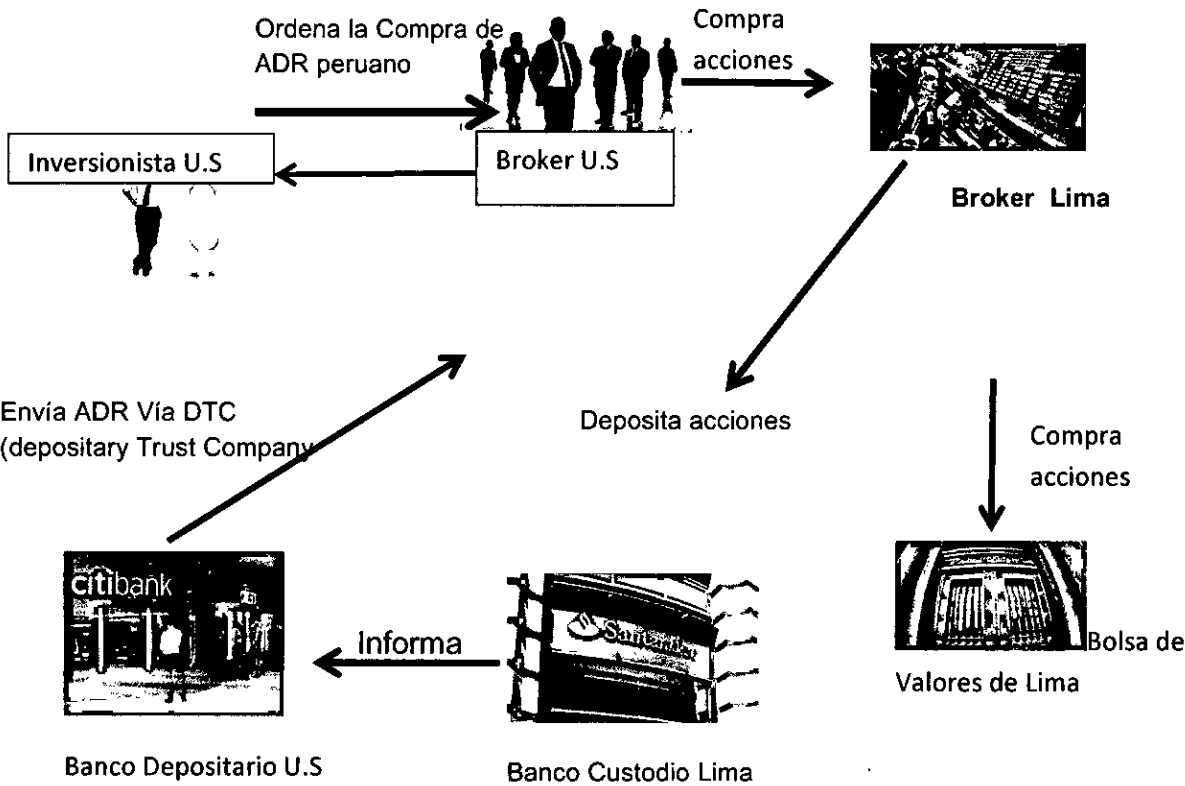 Ordena la Compra de
ADR peruano
Compra
acciones
Inversionista U.S
Broker U.S
Broker Lima
Envía ADR Vía DTC
(depositary Trust Company
Deposita acciones
Compra
acciones
citibank
Informa
Santander
Bolsa de
Valores de Lima
Banco Depositario U.S
Banco Custodio Lima